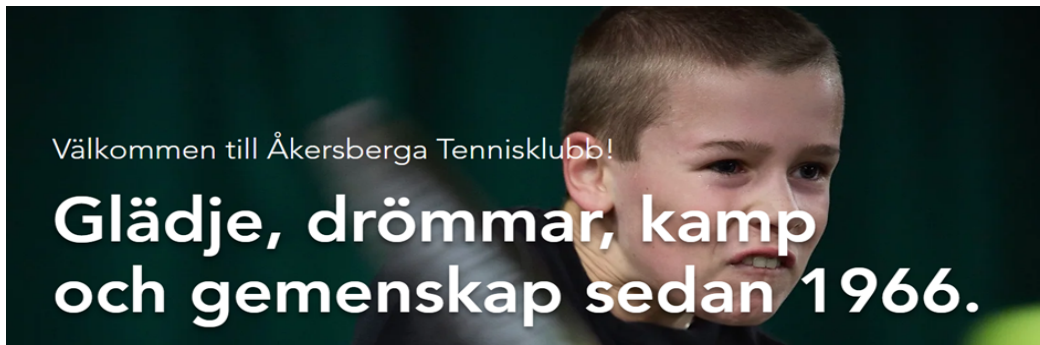 Välkommen till Åkersberga Tennisklubb!
Glädje, drömmar, kamp
och gemenskap sedan 1966.